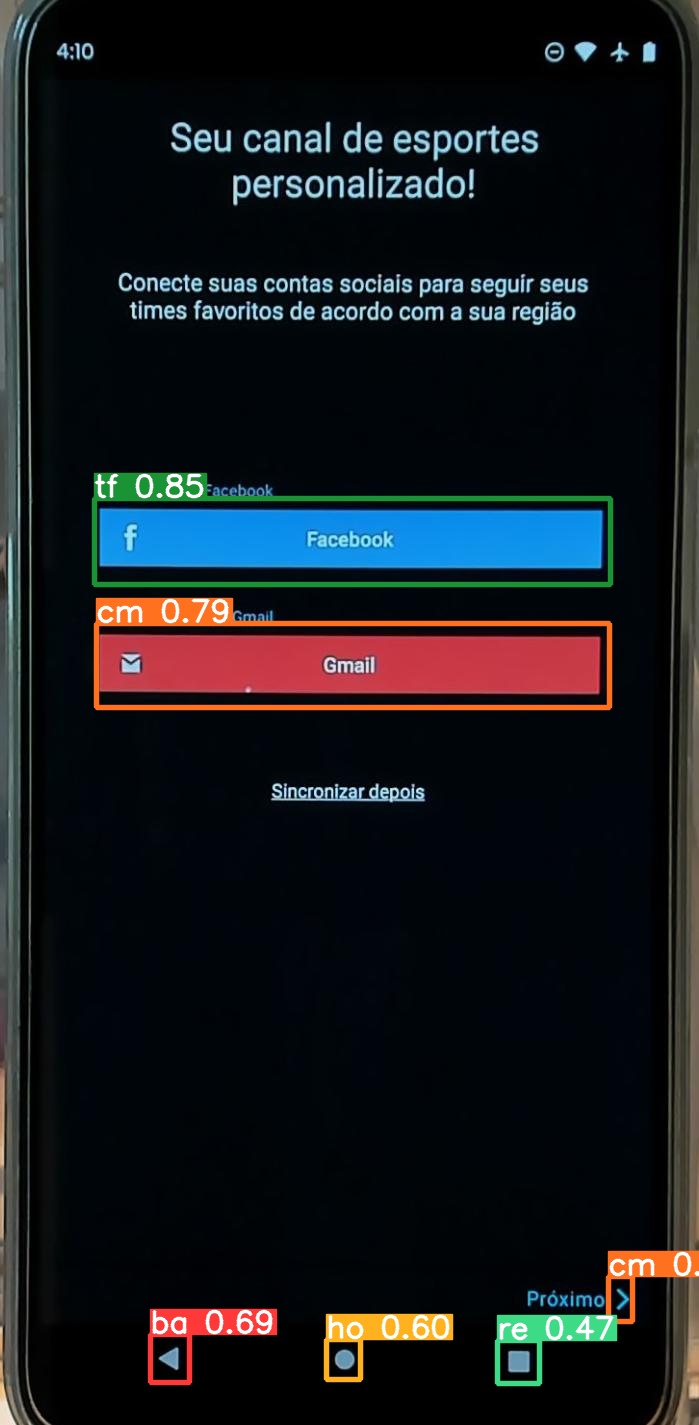 4:10
Seu canal de esportes
personalizado!
Conecte suas contas sociais para seguir seus
times favoritos de acordo com a sua região
tf 0.85
Facebook
f
Facebook
cm 0.79
Gmail
Gmail
Sincronizar depois
cm 0.
Próximo
ba 0.69
ho 0.60
re 0.47